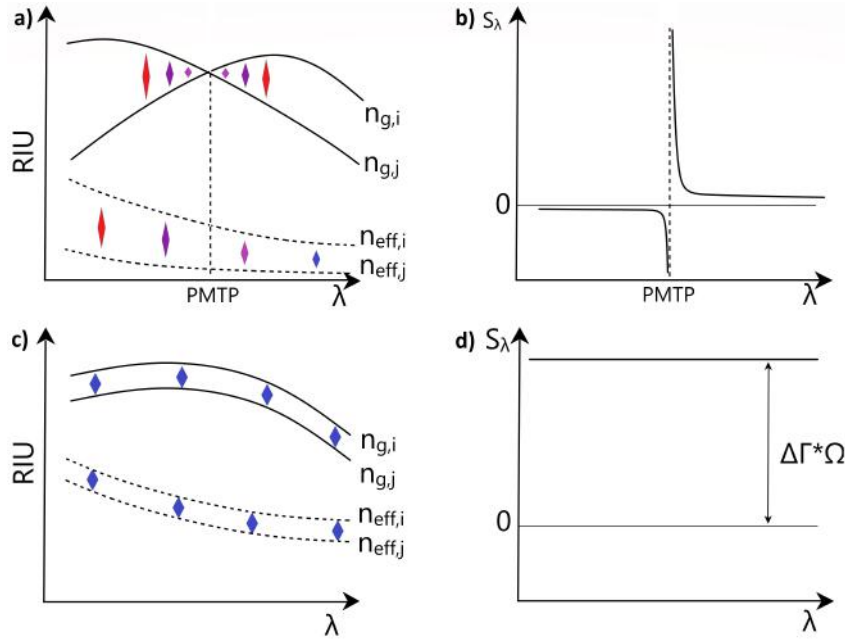 a)
RIU
n_g,i
n_g,j
n_eff,i
n_eff,j
PMTP
λ
b)
S_λ
0
PMTP
λ
c)
RIU
n_g,i
n_g,j
n_eff,i
n_eff,j
λ
d)
S_λ
ΔΓ*Ω
0
λ